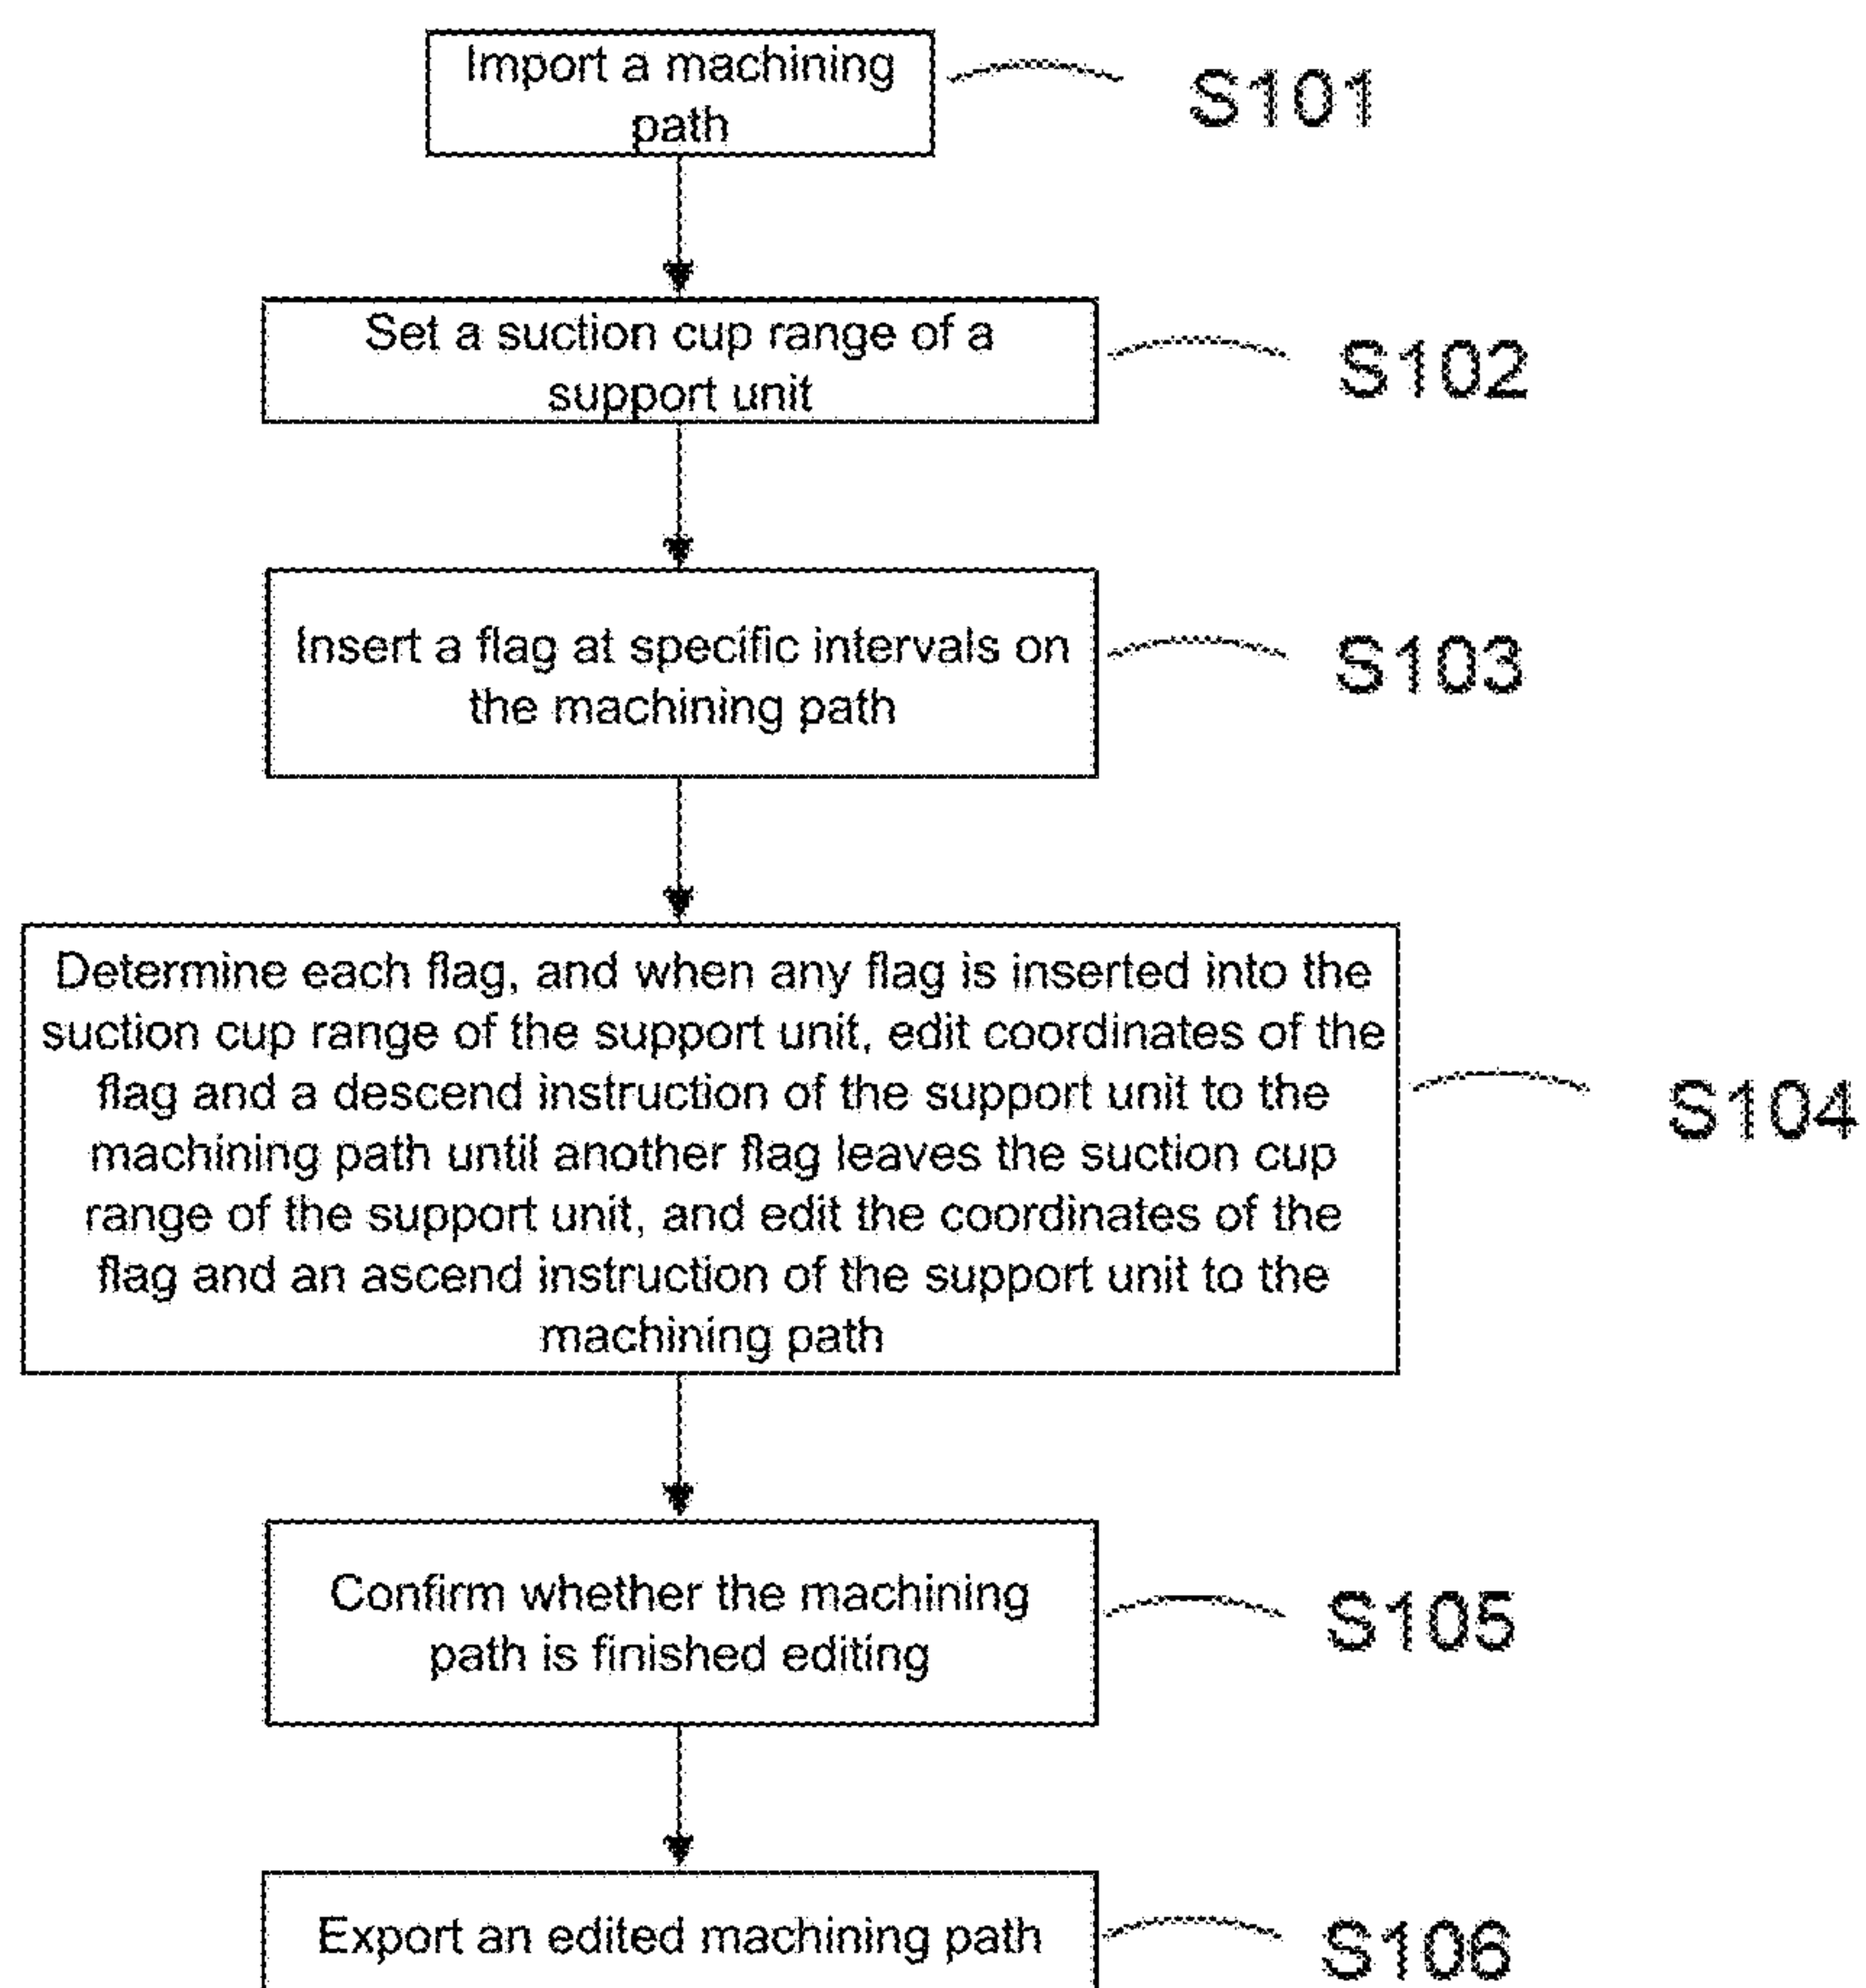 Import a machining
path
S101
Set a suction cup range of a
support unit
S102
Insert a flag at specific intervals on
the machining path
S103
Determine each flag, and when any flag is inserted into the
suction cup range of the support unit, edit coordinates of the
flag and a descend instruction of the support unit to the
machining path until another flag leaves the suction cup
range of the support unit, and edit the coordinates of the
flag and an ascend instruction of the support unit to the
machining path
S104
Confirm whether the machining
path is finished editing
S105
Export an edited machining path
S106